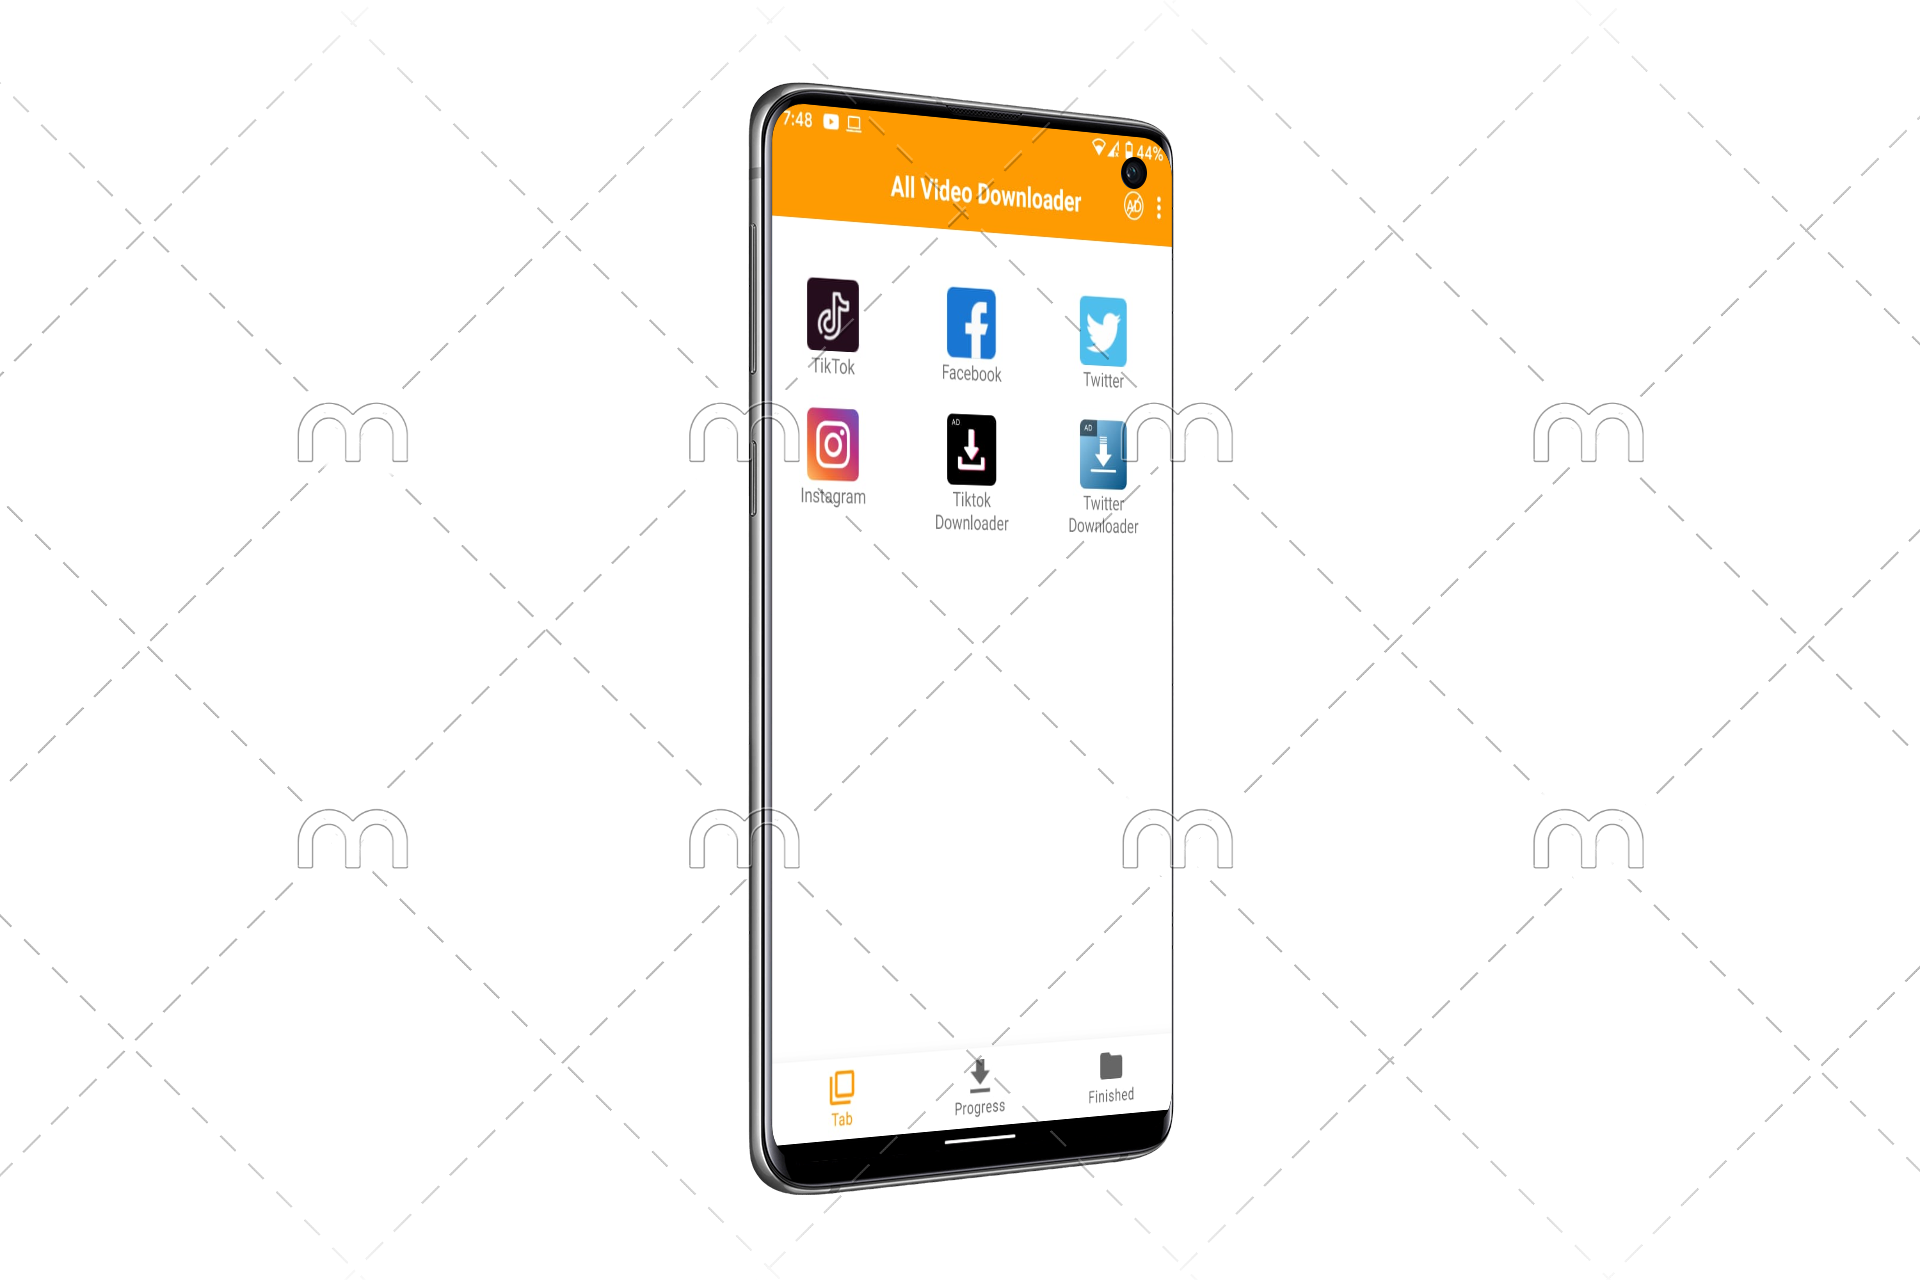 7:48
44%
All Video Downloader
AD
TikTok
Facebook
Twitter
Instagram
AD
Tiktok
Downloader
AD
Twitter
Downloader
Tab
Progress
Finished
m m m m
m m m m